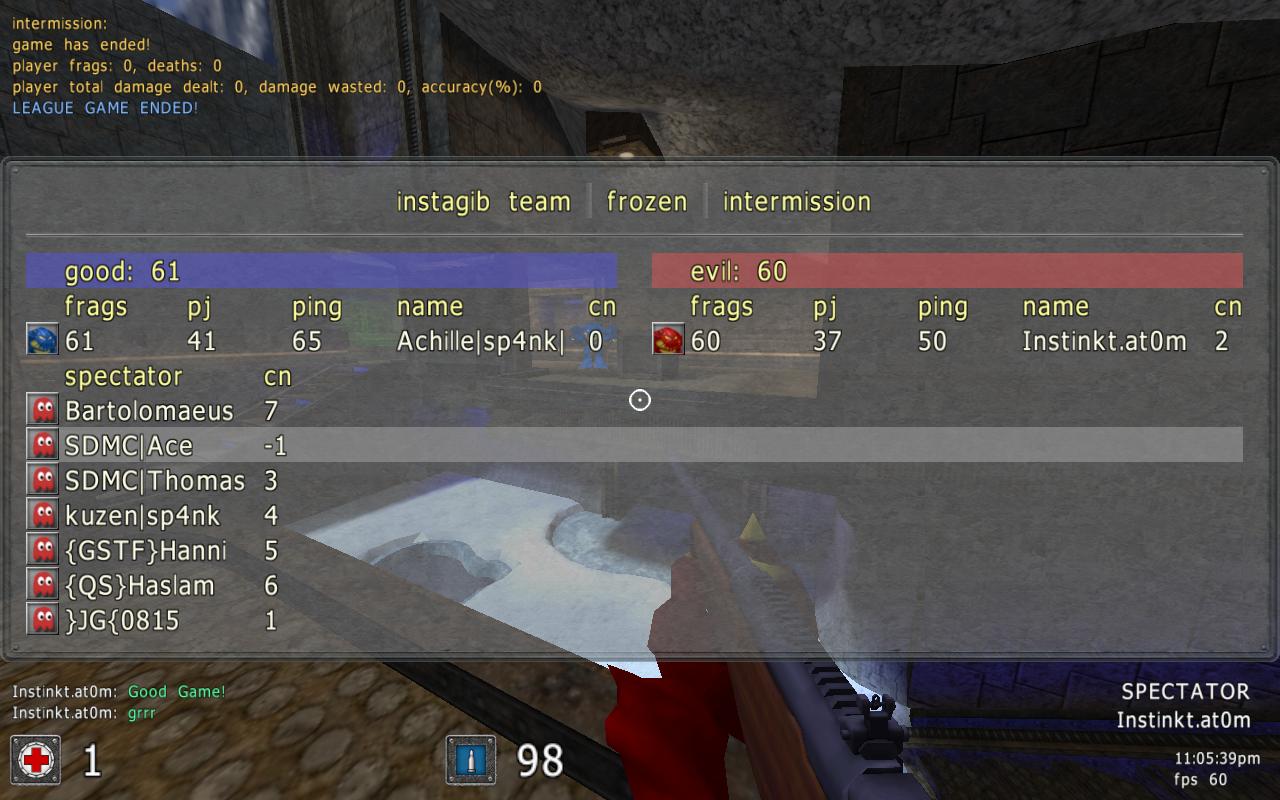 intermission:
game has ended!
player frags: 0, deaths: 0
player total damage dealt: 0, damage wasted: 0, accuracy(%): 0
LEAGUE GAME ENDED!
instagib team frozen intermission
good: 61
frags pj ping name cn
61 41 65 Achille|sp4nk| 0
evil: 60
frags pj ping name cn
60 37 50 Instinkt.at0m 2
spectator cn
Bartolomaeus 7
SDMC|Ace -1
SDMC|Thomas 3
kuzen|sp4nk 4
{GSTF}Hanni 5
{QS}Haslam 6
}JG{0815 1
Instinkt.at0m: Good Game!
Instinkt.at0m: grrr
1
98
SPECTATOR
Instinkt.at0m
11:05:39pm
fps 60